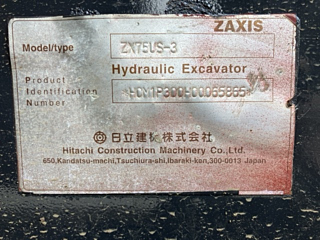 ZAXIS
Model/type ZX75US-3
Hydraulic Excavator
Product
Identification
Number
日立建機株式会社
Hitachi Construction Machinery Co.,Ltd.
650,Kandatsu-machi,Tsuchiura-shi,Ibaraki-ken,300-0013 Japan